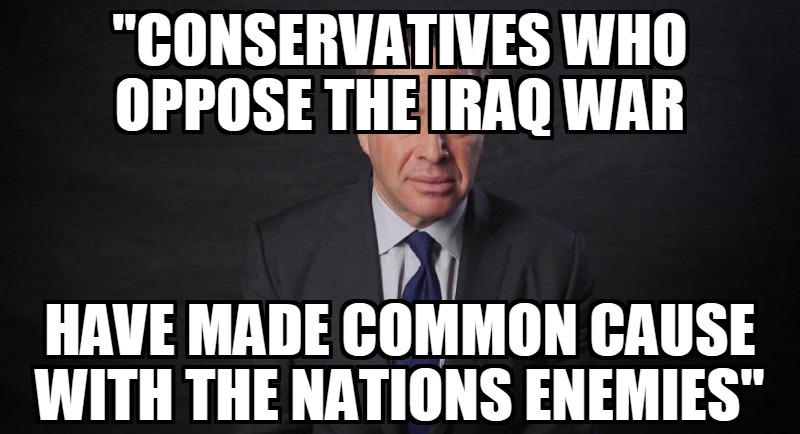 "CONSERVATIVES WHO
OPPOSE THE IRAQ WAR
HAVE MADE COMMON CAUSE
WITH THE NATIONS ENEMIES"